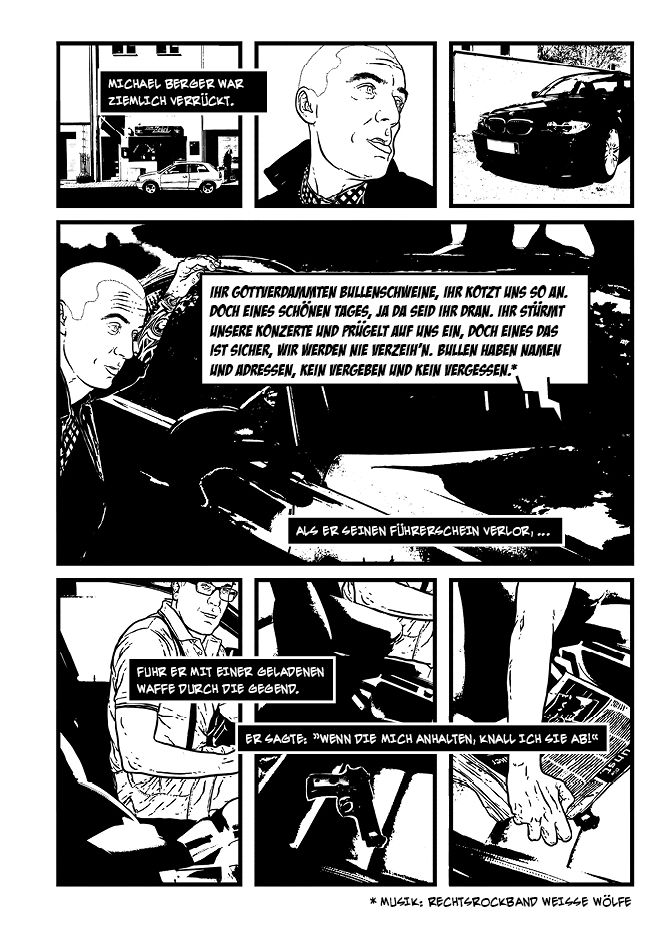 MICHAEL BERGER WAR
ZIEMLICH VERRÜCKT.
IHR GOTTVERDAMMTEN BULLENSCHWEINE, IHR KOTZT UNS SO AN.
DOCH EINES SCHÖNEN TAGES, JA DA SEID IHR DRAN. IHR STÜRMT
UNSERE KONZERTE UND PRÜGELT AUF UNS EIN, DOCH EINES DAS
IST SICHER, WIR WERDEN NIE VERZEIH'N. BULLEN HABEN NAMEN
UND ADRESSEN, KEIN VERGEBEN UND KEIN VERGESSEN.*
ALS ER SEINEN FÜHRERSCHEIN VERLOR, ...
FUHR ER MIT EINER GELADENEN
WAFFE DURCH DIE GEGEND.
ER SAGTE: "WENN DIE MICH ANHALTEN, KNALL ICH SIE AB!"
* MUSIK: RECHTSROCKBAND WEISSE WÖLFE